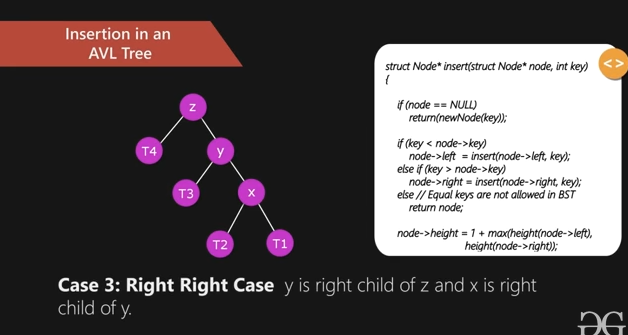 Insertion in an
AVL Tree
z
T4
y
T3
x
T2
T1
<>
struct Node* insert(struct Node* node, int key)
{
if (node == NULL)
return(newNode(key));
if (key < node->key)
node->left = insert(node->left, key);
else if (key > node->key)
node->right = insert(node->right, key);
else // Equal keys are not allowed in BST
return node;
node->height = 1 + max(height(node->left),
height(node->right));
Case 3: Right Right Case y is right child of z and x is right
child of y.